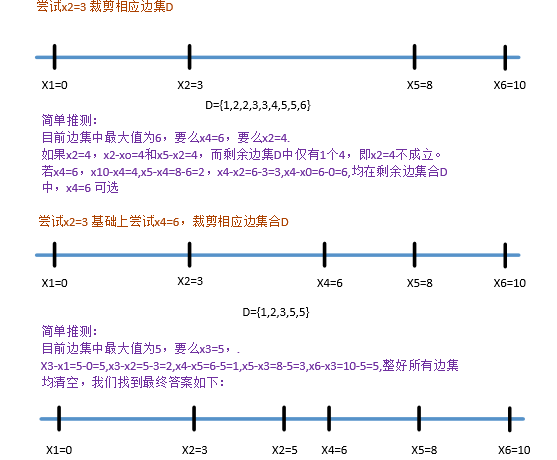 尝试x2=3 裁剪相应边集D
X1=0 X2=3 X5=8 X6=10
D={1,2,2,3,3,4,5,5,6}
简单推测：
目前边集中最大值为6，要么x4=6，要么x2=4.
如果x2=4，x2-xo=4和x5-x2=4，而剩余边集D中仅有1个4，即x2=4不成立。
若x4=6，x10-x4=4,x5-x4=8-6=2，x4-x2=6-3=3,x4-x0=6-0=6,均在剩余边集合D
中，x4=6 可选
尝试x2=3 基础上尝试x4=6，裁剪相应边集合D
X1=0 X2=3 X4=6 X5=8 X6=10
D={1,2,3,5,5}
简单推测：
目前边集中最大值为5，要么x3=5，.
X3-x1=5-0=5,x3-x2=5-3=2,x4-x5=6-5=1,x5-x3=8-5=3,x6-x3=10-5=5,整好所有边集
均清空，我们找到最终答案如下：
X1=0 X2=3 X2=5 X4=6 X5=8 X6=10